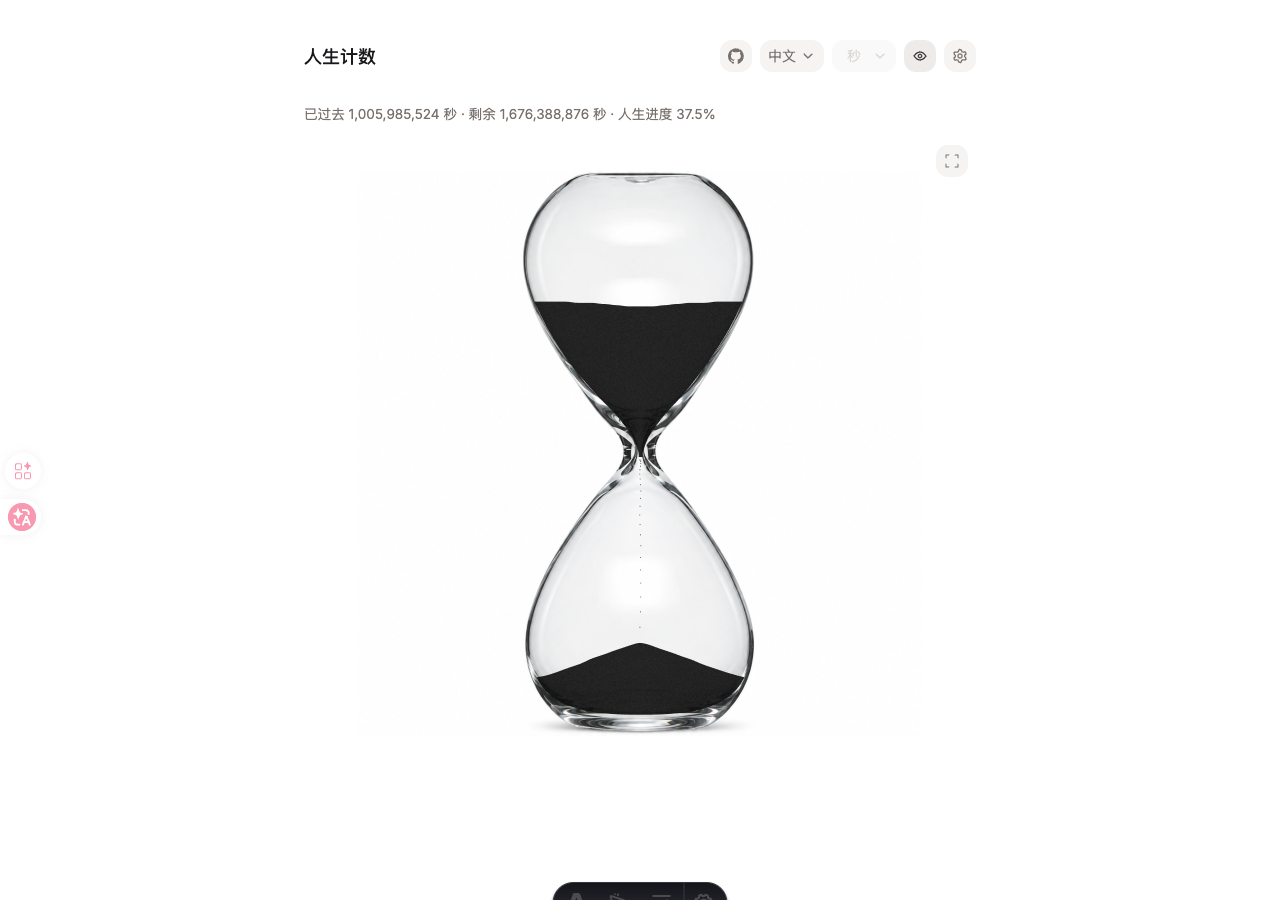 人生计数
中文
秒
已过去 1,005,985,524 秒 · 剩余 1,676,388,876 秒 · 人生进度 37.5%